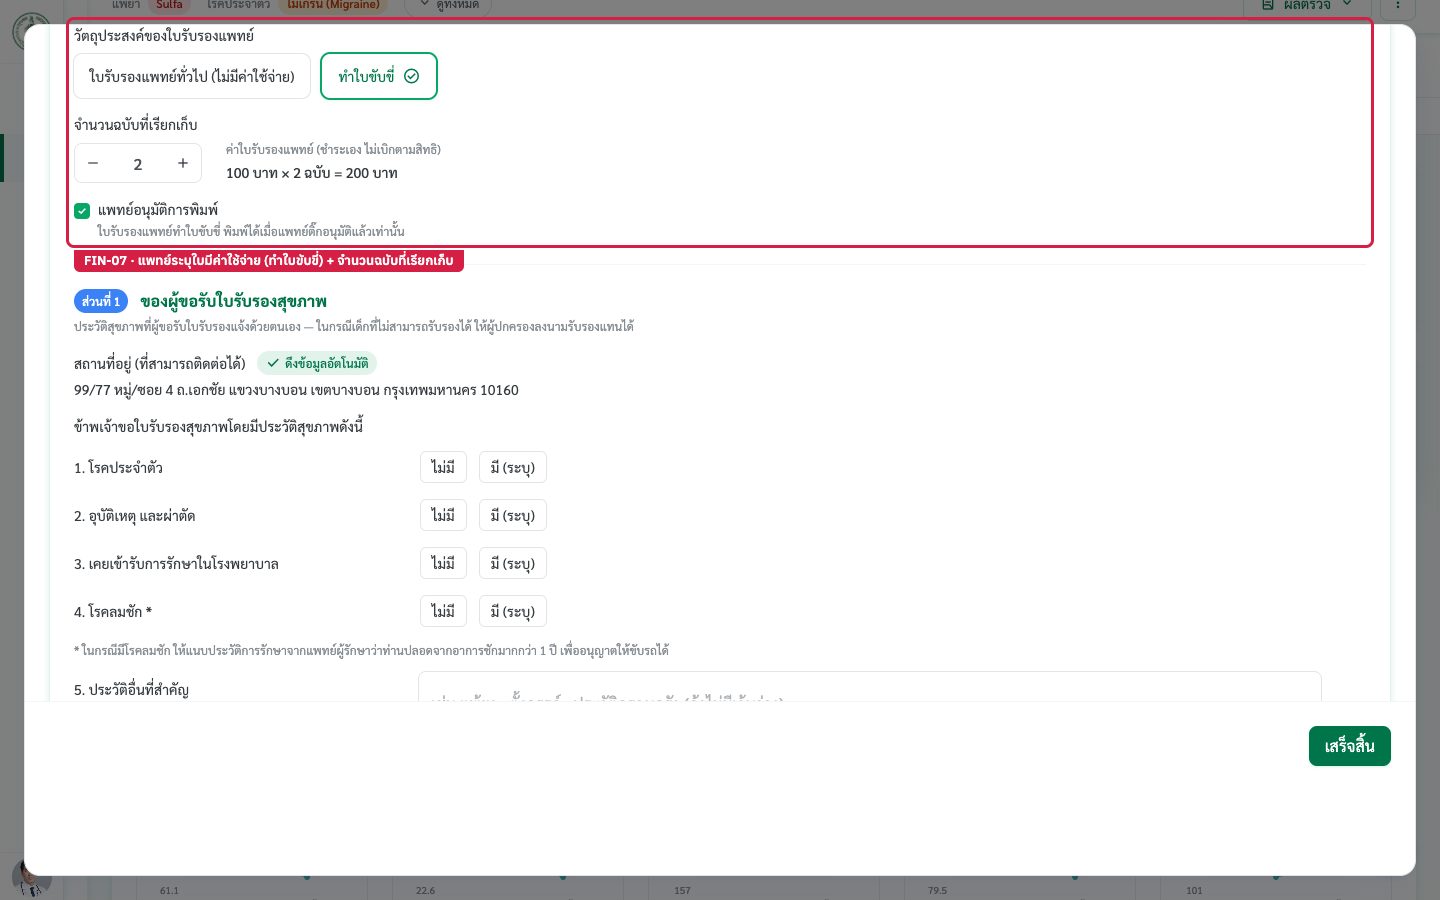 แพ้ยา Sulfa โรคประจำตัว ไมเกรน (Migraine) ดูทั้งหมด ผลตรวจ
วัตถุประสงค์ของใบรับรองแพทย์
ใบรับรองแพทย์ทั่วไป (ไม่มีค่าใช้จ่าย) ทำใบขับขี่
จำนวนฉบับที่เรียกเก็บ
− 2 +
ค่าใบรับรองแพทย์ (ชำระเอง ไม่เบิกตามสิทธิ)
100 บาท × 2 ฉบับ = 200 บาท
แพทย์อนุมัติการพิมพ์
ใบรับรองแพทย์ทำใบขับขี่ พิมพ์ได้เมื่อแพทย์ติ๊กอนุมัติแล้วเท่านั้น
FIN-07 · แพทย์ระบุใบมีค่าใช้จ่าย (ทำใบขับขี่) + จำนวนฉบับที่เรียกเก็บ
ส่วนที่ 1 ของผู้ขอรับใบรับรองสุขภาพ
ประวัติสุขภาพที่ผู้ขอรับใบรับรองแจ้งด้วยตนเอง — ในกรณีเด็กที่ไม่สามารถรับรองได้ ให้ผู้ปกครองลงนามรับรองแทนได้
สถานที่อยู่ (ที่สามารถติดต่อได้) ดึงข้อมูลอัตโนมัติ
99/77 หมู่/ซอย 4 ถ.เอกชัย แขวงบางบอน เขตบางบอน กรุงเทพมหานคร 10160
ข้าพเจ้าขอใบรับรองสุขภาพโดยมีประวัติสุขภาพดังนี้
1. โรคประจำตัว ไม่มี มี (ระบุ)
2. อุบัติเหตุ และผ่าตัด ไม่มี มี (ระบุ)
3. เคยเข้ารับการรักษาในโรงพยาบาล ไม่มี มี (ระบุ)
4. โรคลมชัก * ไม่มี มี (ระบุ)
* ในกรณีมีโรคลมชัก ให้แนบประวัติการรักษาจากแพทย์ผู้รักษาว่าท่านปลอดจากอาการชักมากกว่า 1 ปี เพื่ออนุญาตให้ขับรถได้
5. ประวัติอื่นที่สำคัญ
เสร็จสิ้น
61.1 22.6 157 79.5 101